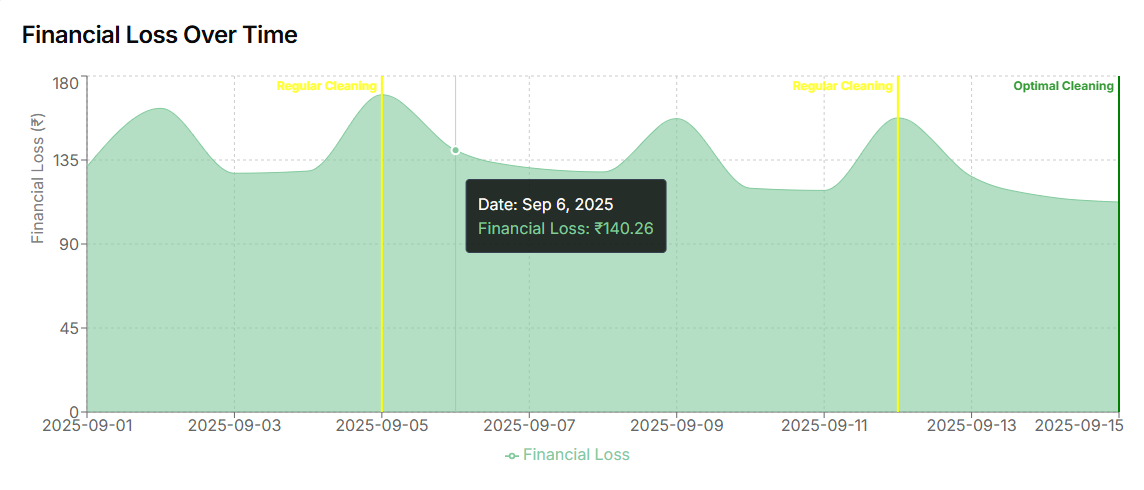 Financial Loss Over Time
Financial Loss (₹)
180
135
90
45
0
Regular Cleaning
Regular Cleaning
Optimal Cleaning
Date: Sep 6, 2025
Financial Loss: ₹140.26
2025-09-01
2025-09-03
2025-09-05
2025-09-07
2025-09-09
2025-09-11
2025-09-13
2025-09-15
Financial Loss